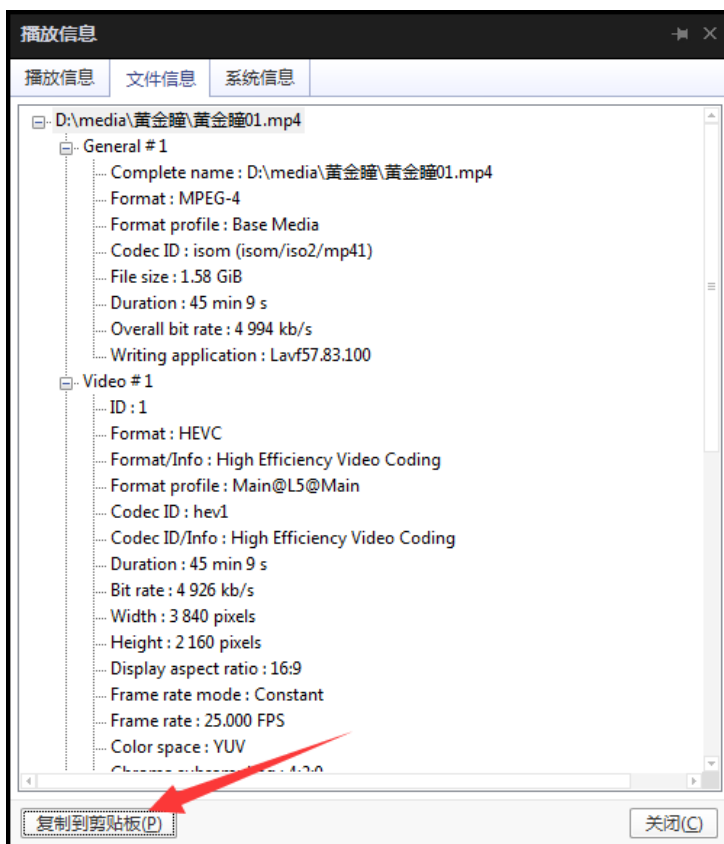 播放信息
播放信息 文件信息 系统信息
D:\media\黄金瞳\黄金瞳01.mp4
General #1
Complete name : D:\media\黄金瞳\黄金瞳01.mp4
Format : MPEG-4
Format profile : Base Media
Codec ID : isom (isom/iso2/mp41)
File size : 1.58 GiB
Duration : 45 min 9 s
Overall bit rate : 4 994 kb/s
Writing application : Lavf57.83.100
Video #1
ID : 1
Format : HEVC
Format/Info : High Efficiency Video Coding
Format profile : Main@L5@Main
Codec ID : hev1
Codec ID/Info : High Efficiency Video Coding
Duration : 45 min 9 s
Bit rate : 4 926 kb/s
Width : 3 840 pixels
Height : 2 160 pixels
Display aspect ratio : 16:9
Frame rate mode : Constant
Frame rate : 25.000 FPS
Color space : YUV
复制到剪贴板(P) 关闭(C)